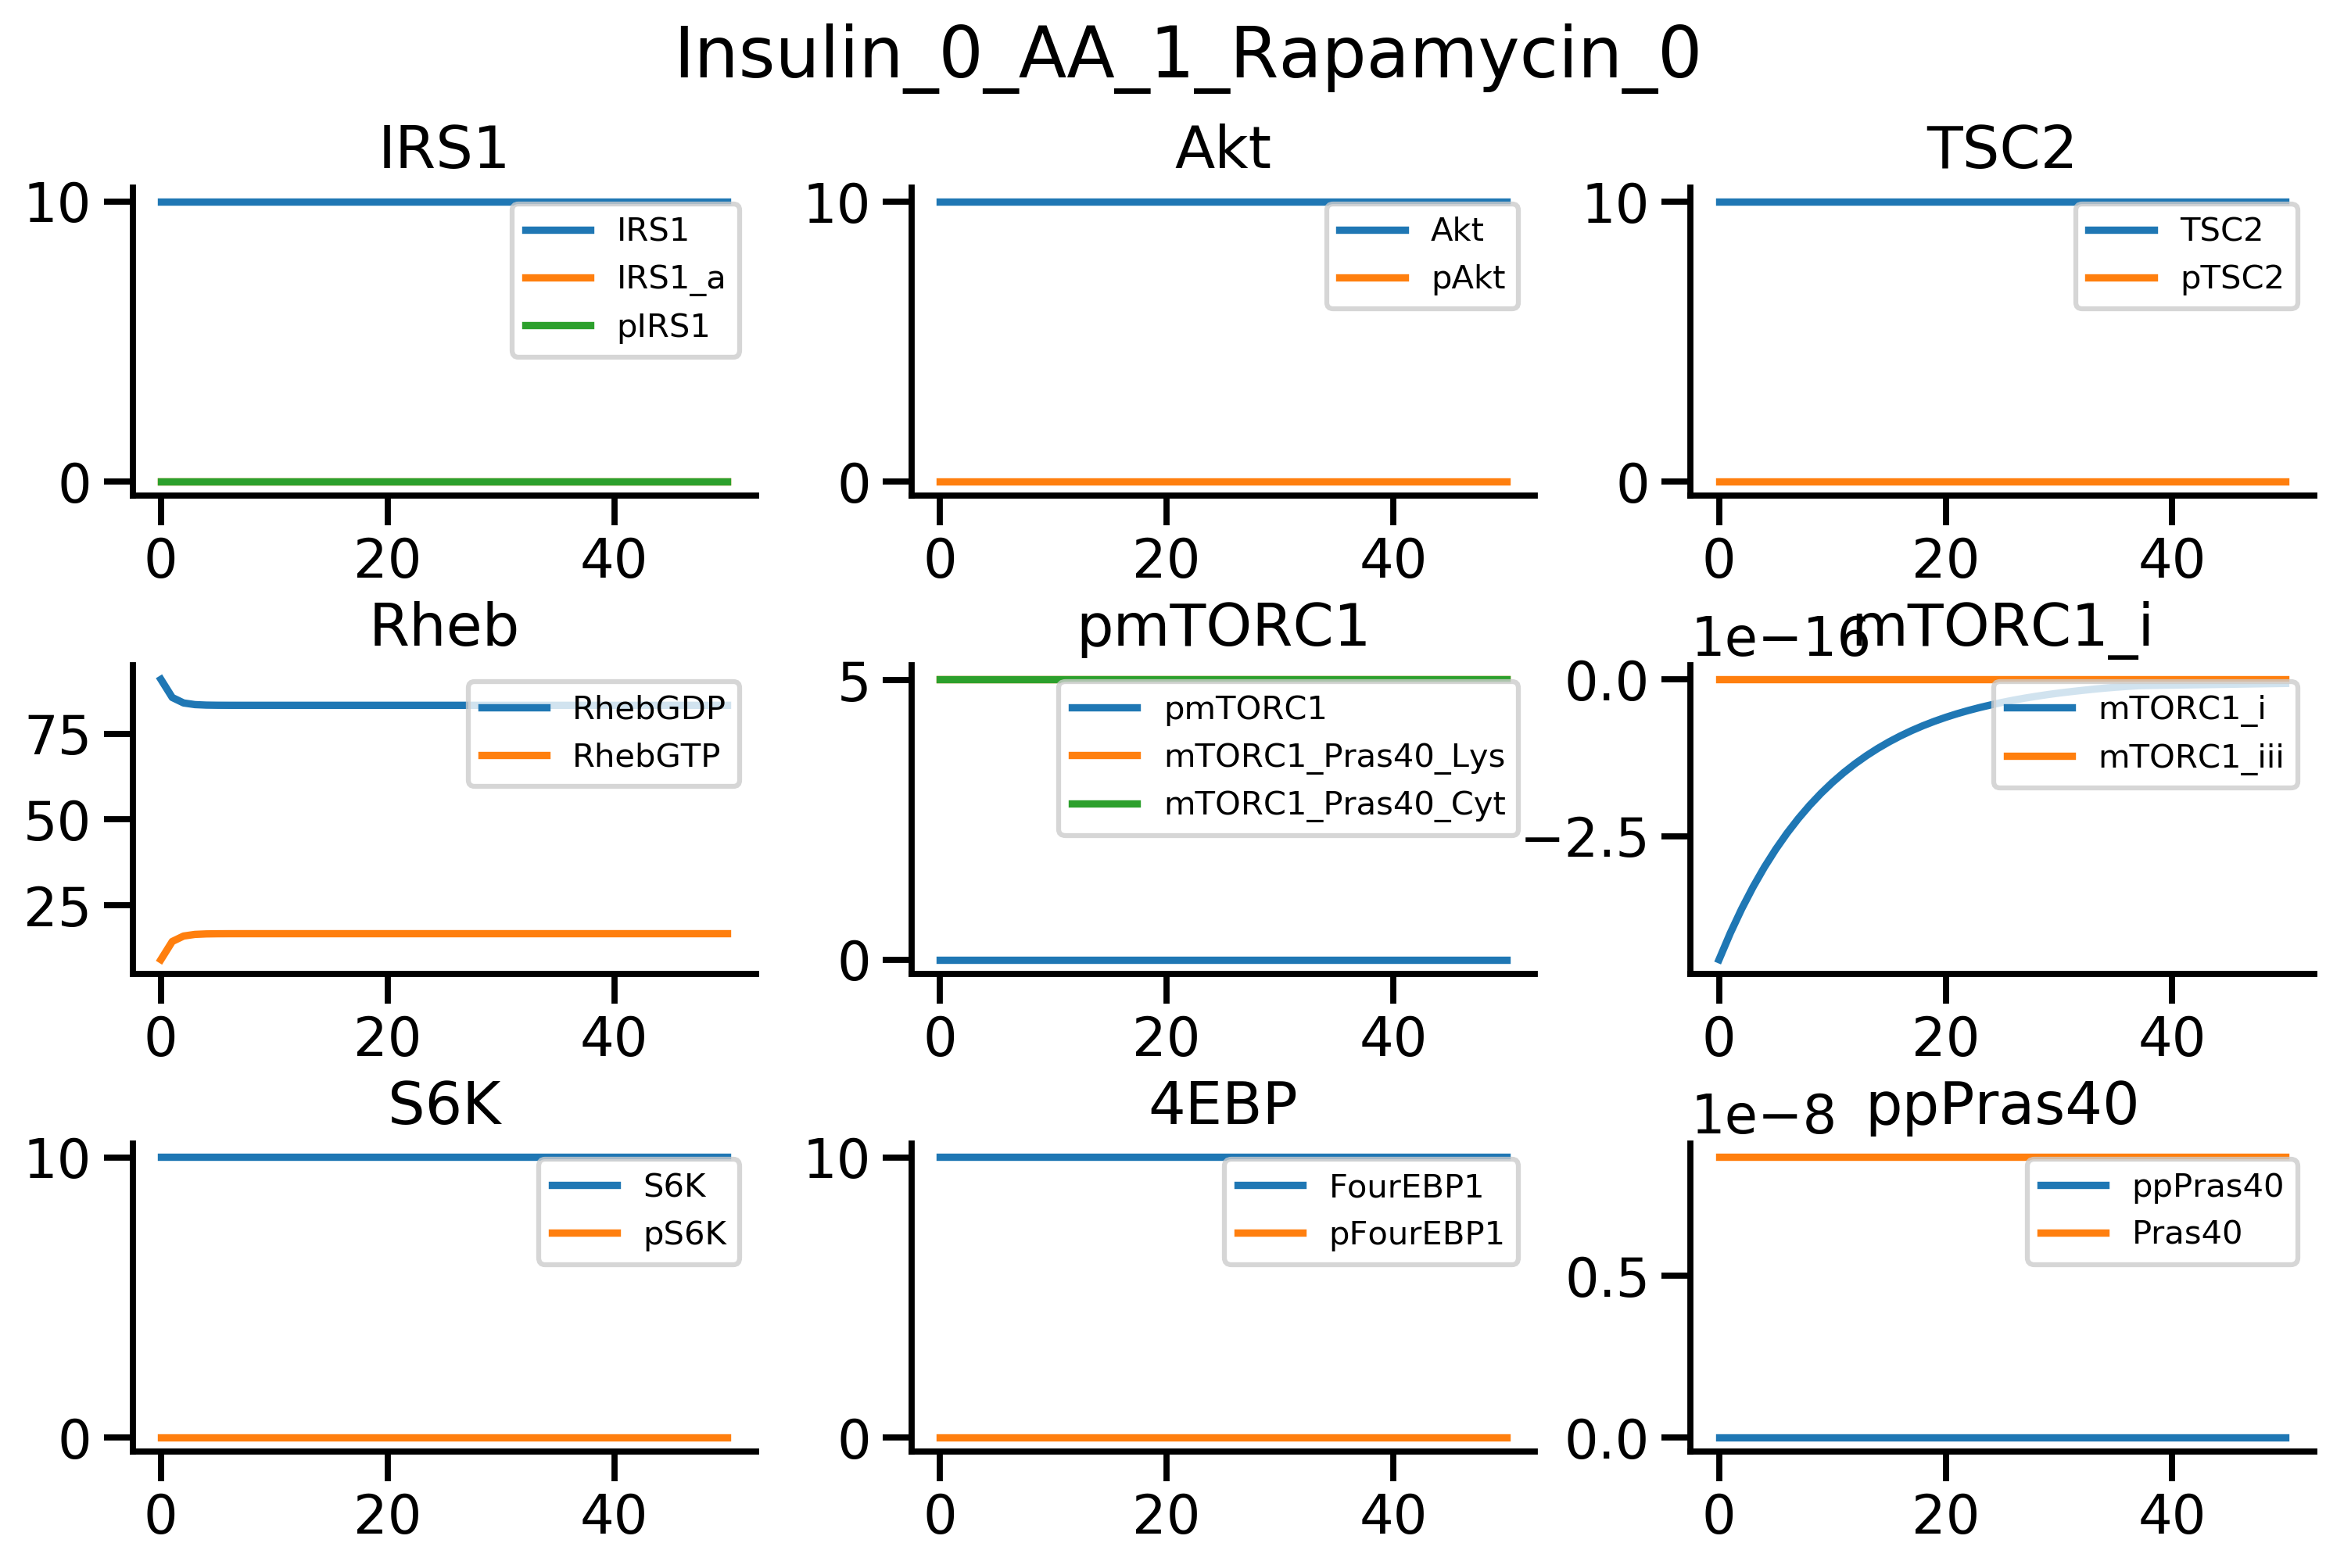 Insulin_0_AA_1_Rapamycin_0
IRS1
10
0
0 20 40
IRS1
IRS1_a
pIRS1
Akt
10
0
0 20 40
Akt
pAkt
TSC2
10
0
0 20 40
TSC2
pTSC2
Rheb
75
50
25
0 20 40
RhebGDP
RhebGTP
pmTORC1
5
0
0 20 40
pmTORC1
mTORC1_Pras40_Lys
mTORC1_Pras40_Cyt
mTORC1_i
1e−16
0.0
−2.5
0 20 40
mTORC1_i
mTORC1_iii
S6K
10
0
0 20 40
S6K
pS6K
4EBP
10
0
0 20 40
FourEBP1
pFourEBP1
ppPras40
1e−8
0.5
0.0
0 20 40
ppPras40
Pras40